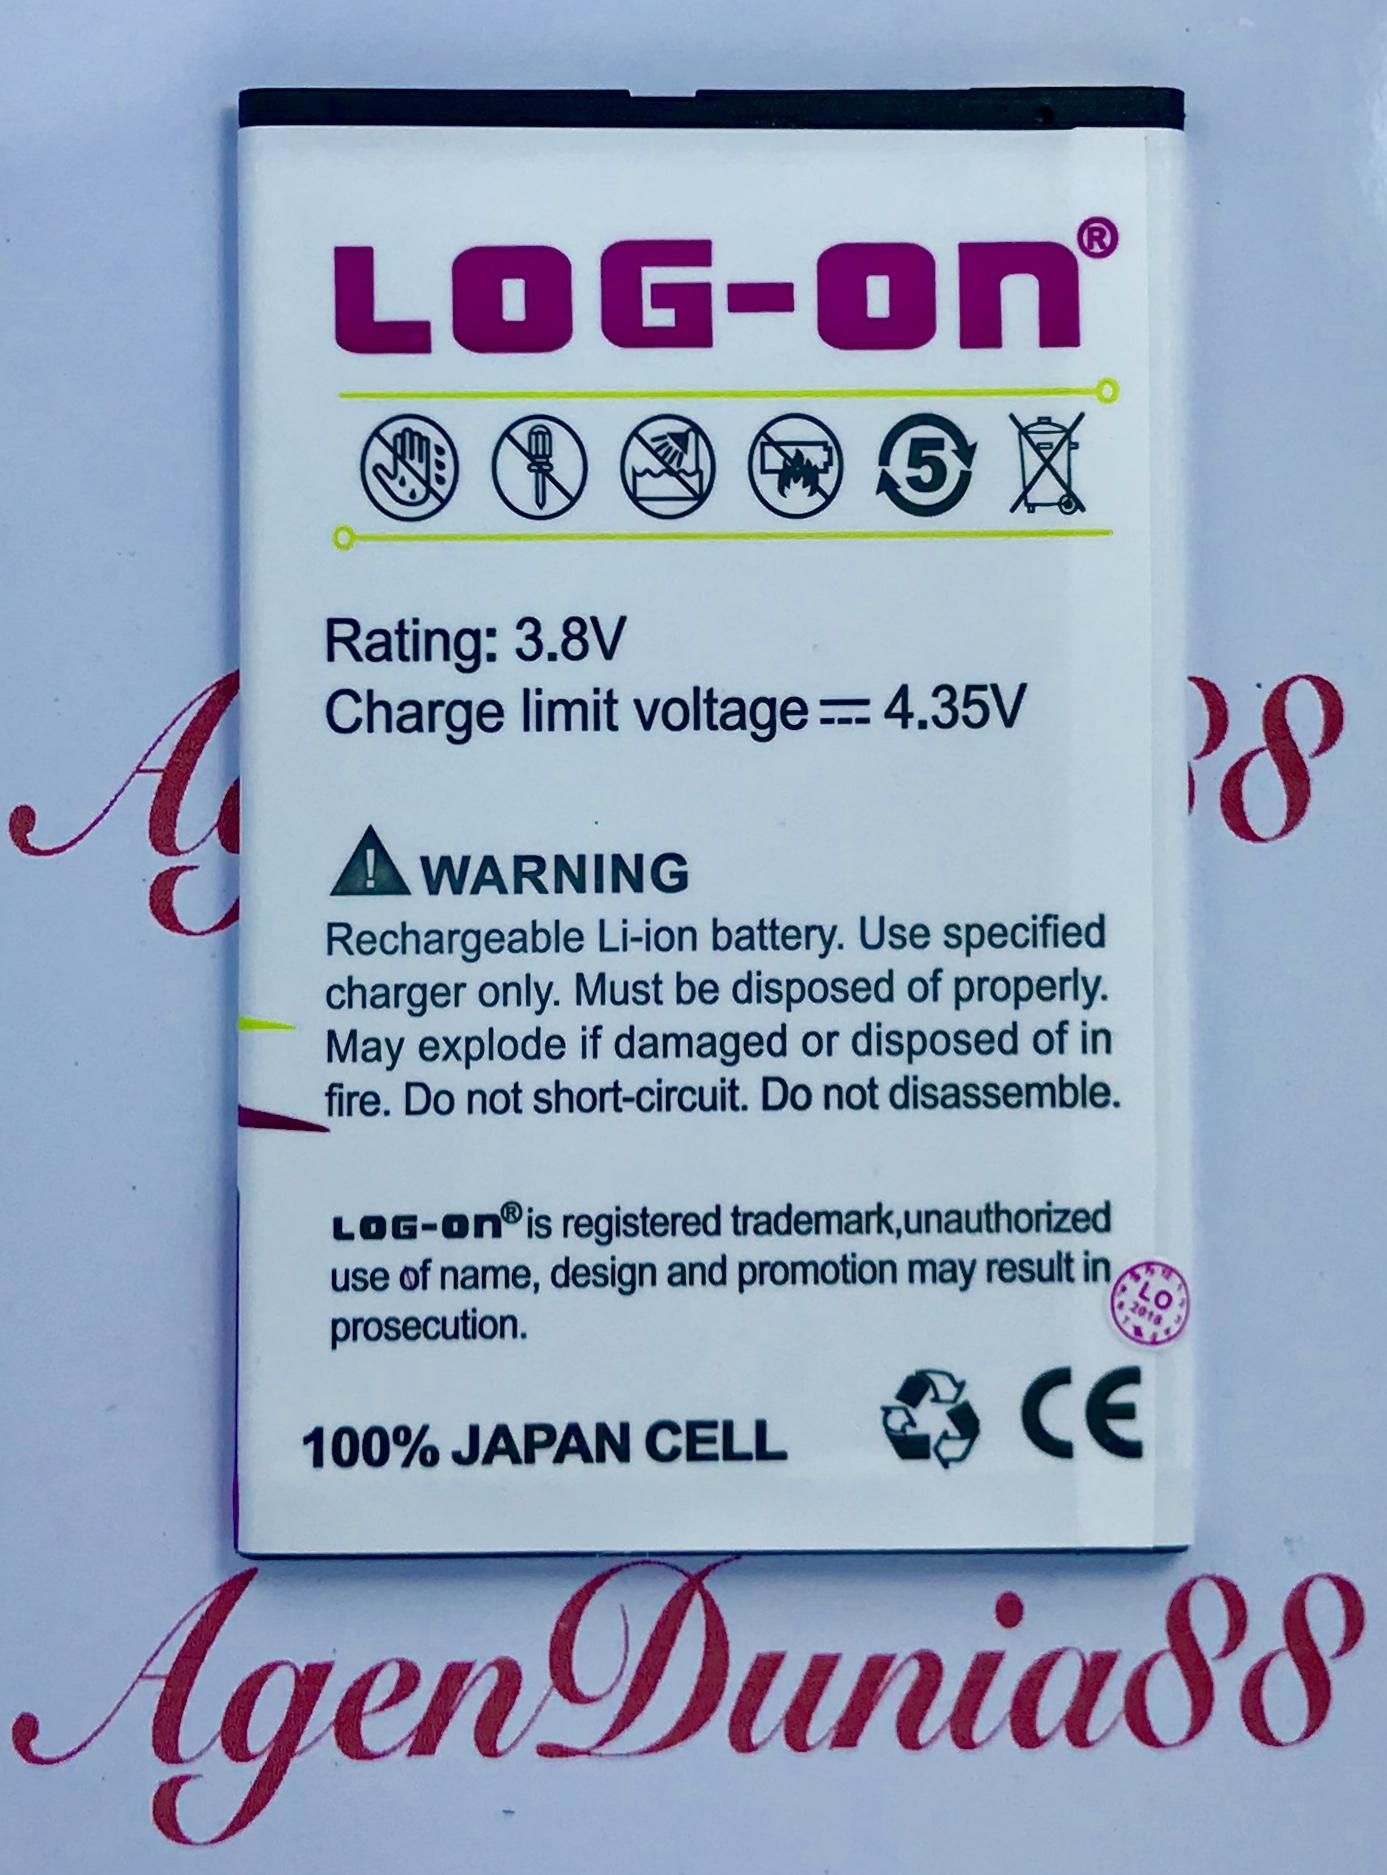 LOG-ON®
5
Rating: 3.8V
Charge limit voltage ⎓ 4.35V
WARNING
Rechargeable Li-ion battery. Use specified
charger only. Must be disposed of properly.
May explode if damaged or disposed of in
fire. Do not short-circuit. Do not disassemble.
LOG-ON® is registered trademark,unauthorized
use of name, design and promotion may result in
prosecution.
LO
2018
100% JAPAN CELL
CE
AgenDunia88